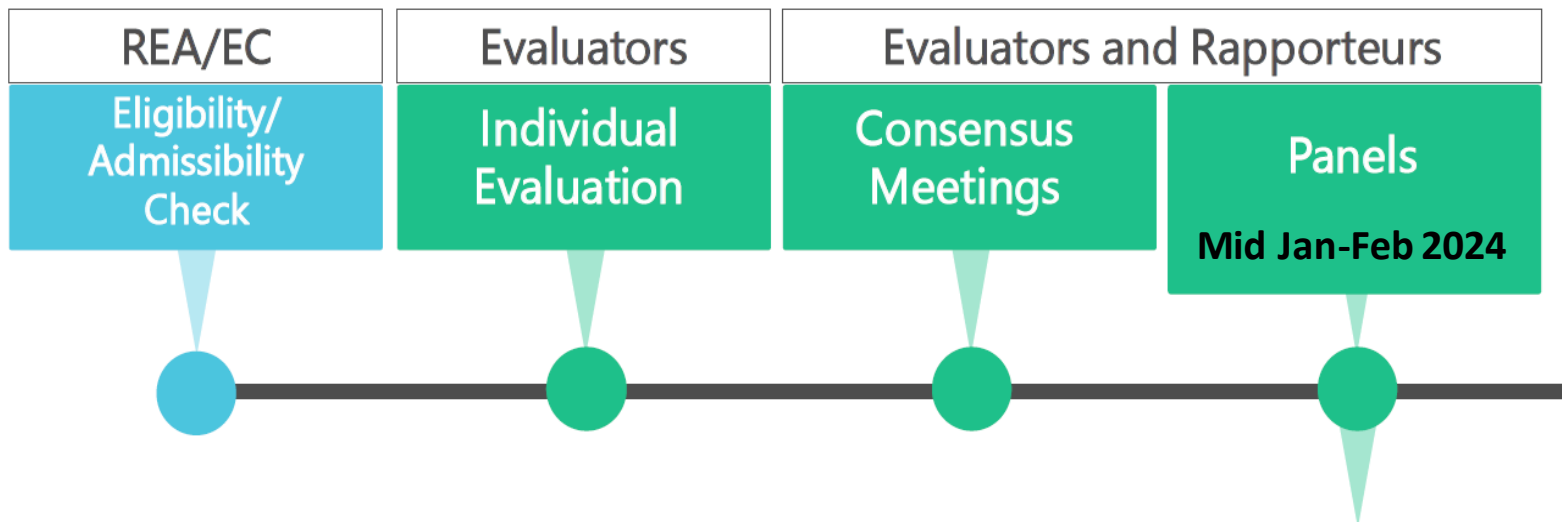 REA/EC
Evaluators
Evaluators and Rapporteurs
Eligibility/
Admissibility
Check
Individual
Evaluation
Consensus
Meetings
Panels
Mid Jan-Feb 2024